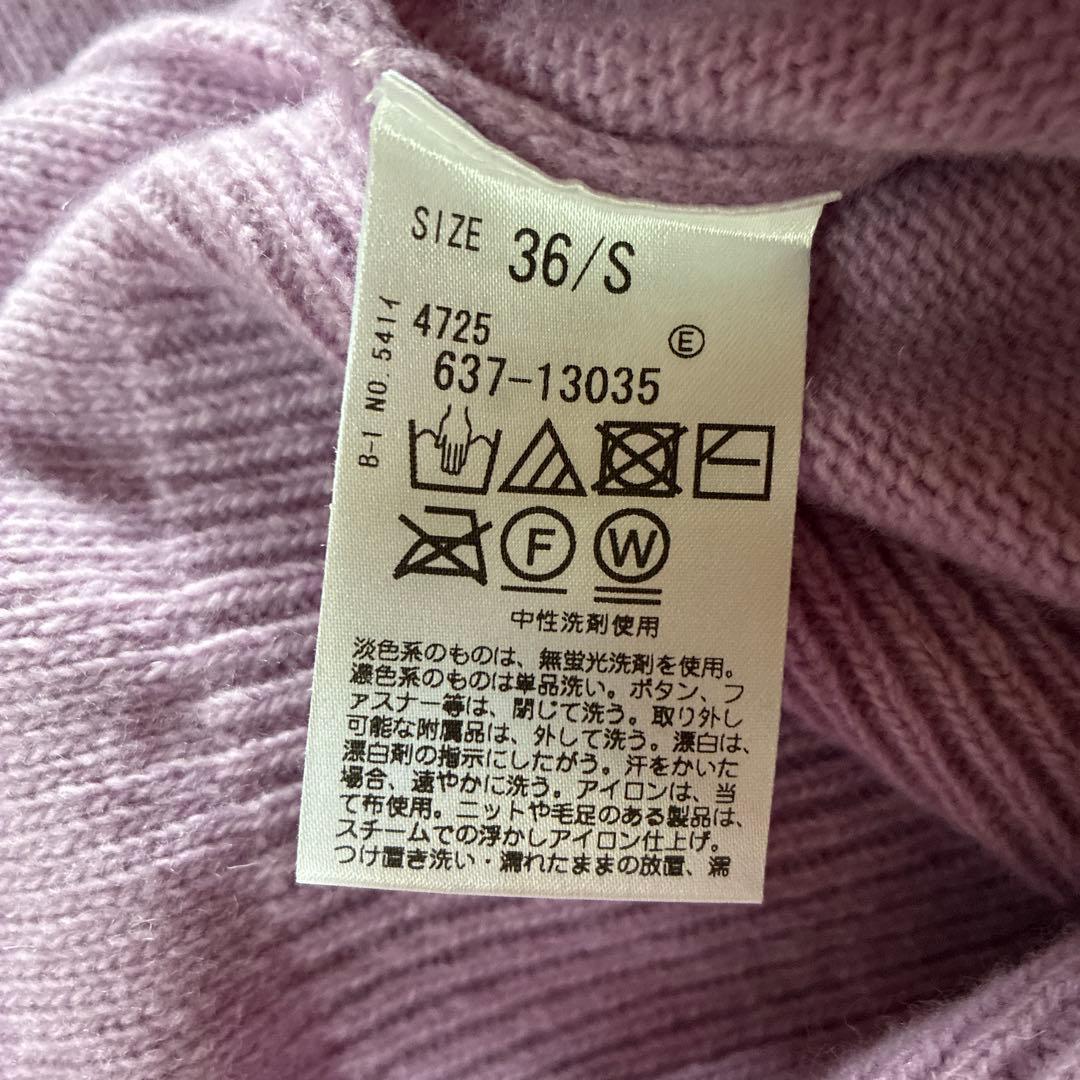 SIZE 36/S
4725
Ⓔ
637-13035
B-1 NO.5411
F
W
中性洗剤使用
淡色系のものは、無蛍光洗剤を使用。
濃色系のものは単品洗い。ボタン、フ
ァスナー等は、閉じて洗う。取り外し
可能な附属品は、外して洗う。漂白は、
漂白剤の指示にしたがう。汗をかいた
場合、速やかに洗う。アイロンは、当
て布使用。ニットや毛足のある製品は、
スチームでの浮かしアイロン仕上げ。
つけ置き洗い・濡れたままの放置、濡